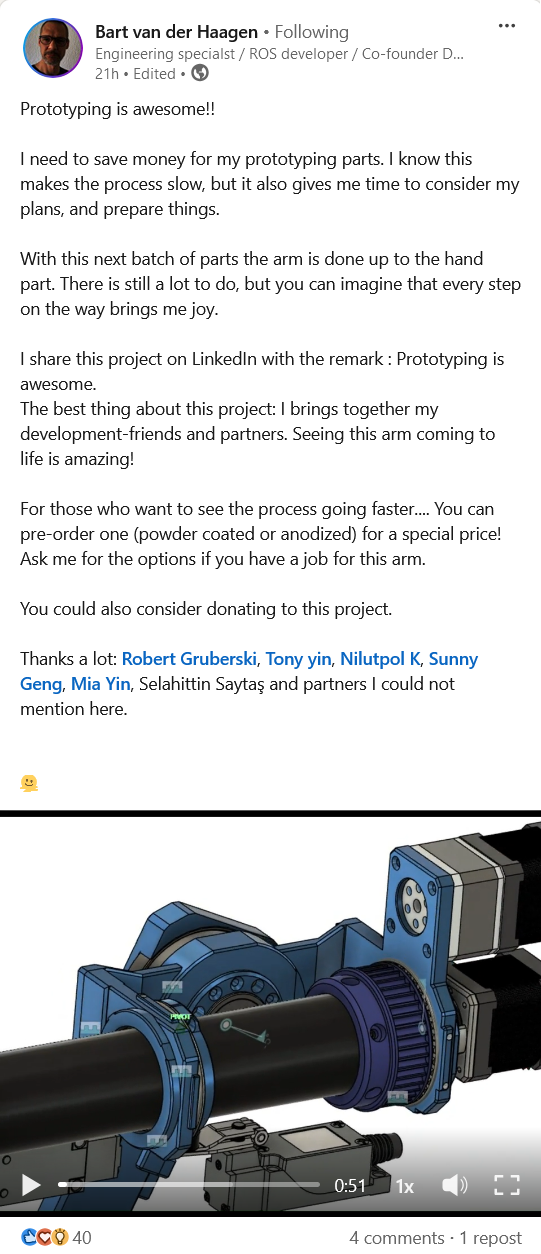 Bart van der Haagen • Following
Engineering specialst / ROS developer / Co-founder D...
21h • Edited •
Prototyping is awesome!!
I need to save money for my prototyping parts. I know this
makes the process slow, but it also gives me time to consider my
plans, and prepare things.
With this next batch of parts the arm is done up to the hand
part. There is still a lot to do, but you can imagine that every step
on the way brings me joy.
I share this project on LinkedIn with the remark : Prototyping is
awesome.
The best thing about this project: I brings together my
development-friends and partners. Seeing this arm coming to
life is amazing!
For those who want to see the process going faster.... You can
pre-order one (powder coated or anodized) for a special price!
Ask me for the options if you have a job for this arm.
You could also consider donating to this project.
Thanks a lot: Robert Gruberski, Tony yin, Nilutpol K, Sunny
Geng, Mia Yin, Selahittin Saytaş and partners I could not
mention here.
PIVOT
0:51 1x
40 4 comments · 1 repost